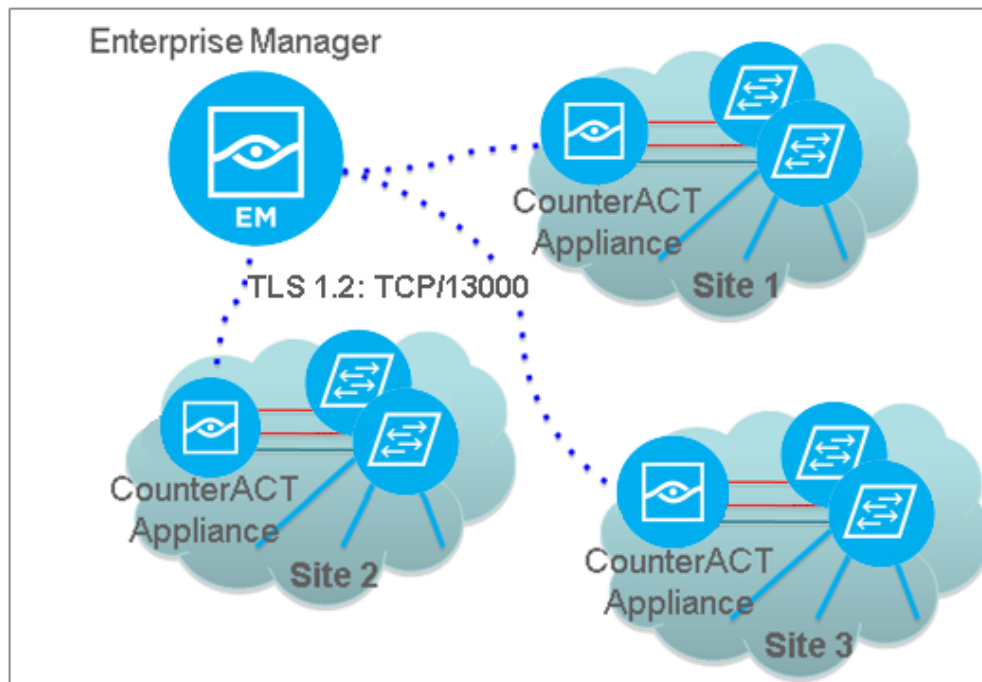 Enterprise Manager
EM
CounterACT
Appliance
Site 1
TLS 1.2: TCP/13000
CounterACT
Appliance
Site 2
CounterACT
Appliance
Site 3